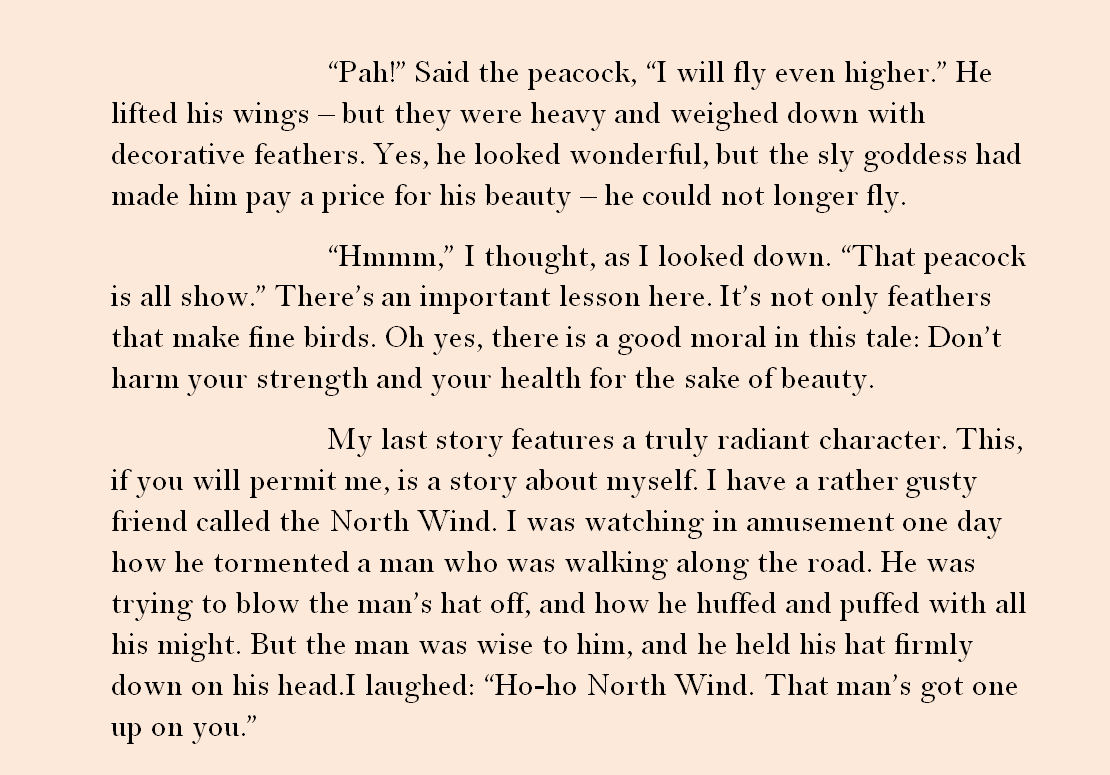 “Pah!” Said the peacock, “I will fly even higher.” He
lifted his wings – but they were heavy and weighed down with
decorative feathers. Yes, he looked wonderful, but the sly goddess had
made him pay a price for his beauty – he could not longer fly.
“Hmmm,” I thought, as I looked down. “That peacock
is all show.” There’s an important lesson here. It’s not only feathers
that make fine birds. Oh yes, there is a good moral in this tale: Don’t
harm your strength and your health for the sake of beauty.
My last story features a truly radiant character. This,
if you will permit me, is a story about myself. I have a rather gusty
friend called the North Wind. I was watching in amusement one day
how he tormented a man who was walking along the road. He was
trying to blow the man’s hat off, and how he huffed and puffed with all
his might. But the man was wise to him, and he held his hat firmly
down on his head.I laughed: “Ho-ho North Wind. That man’s got one
up on you.”